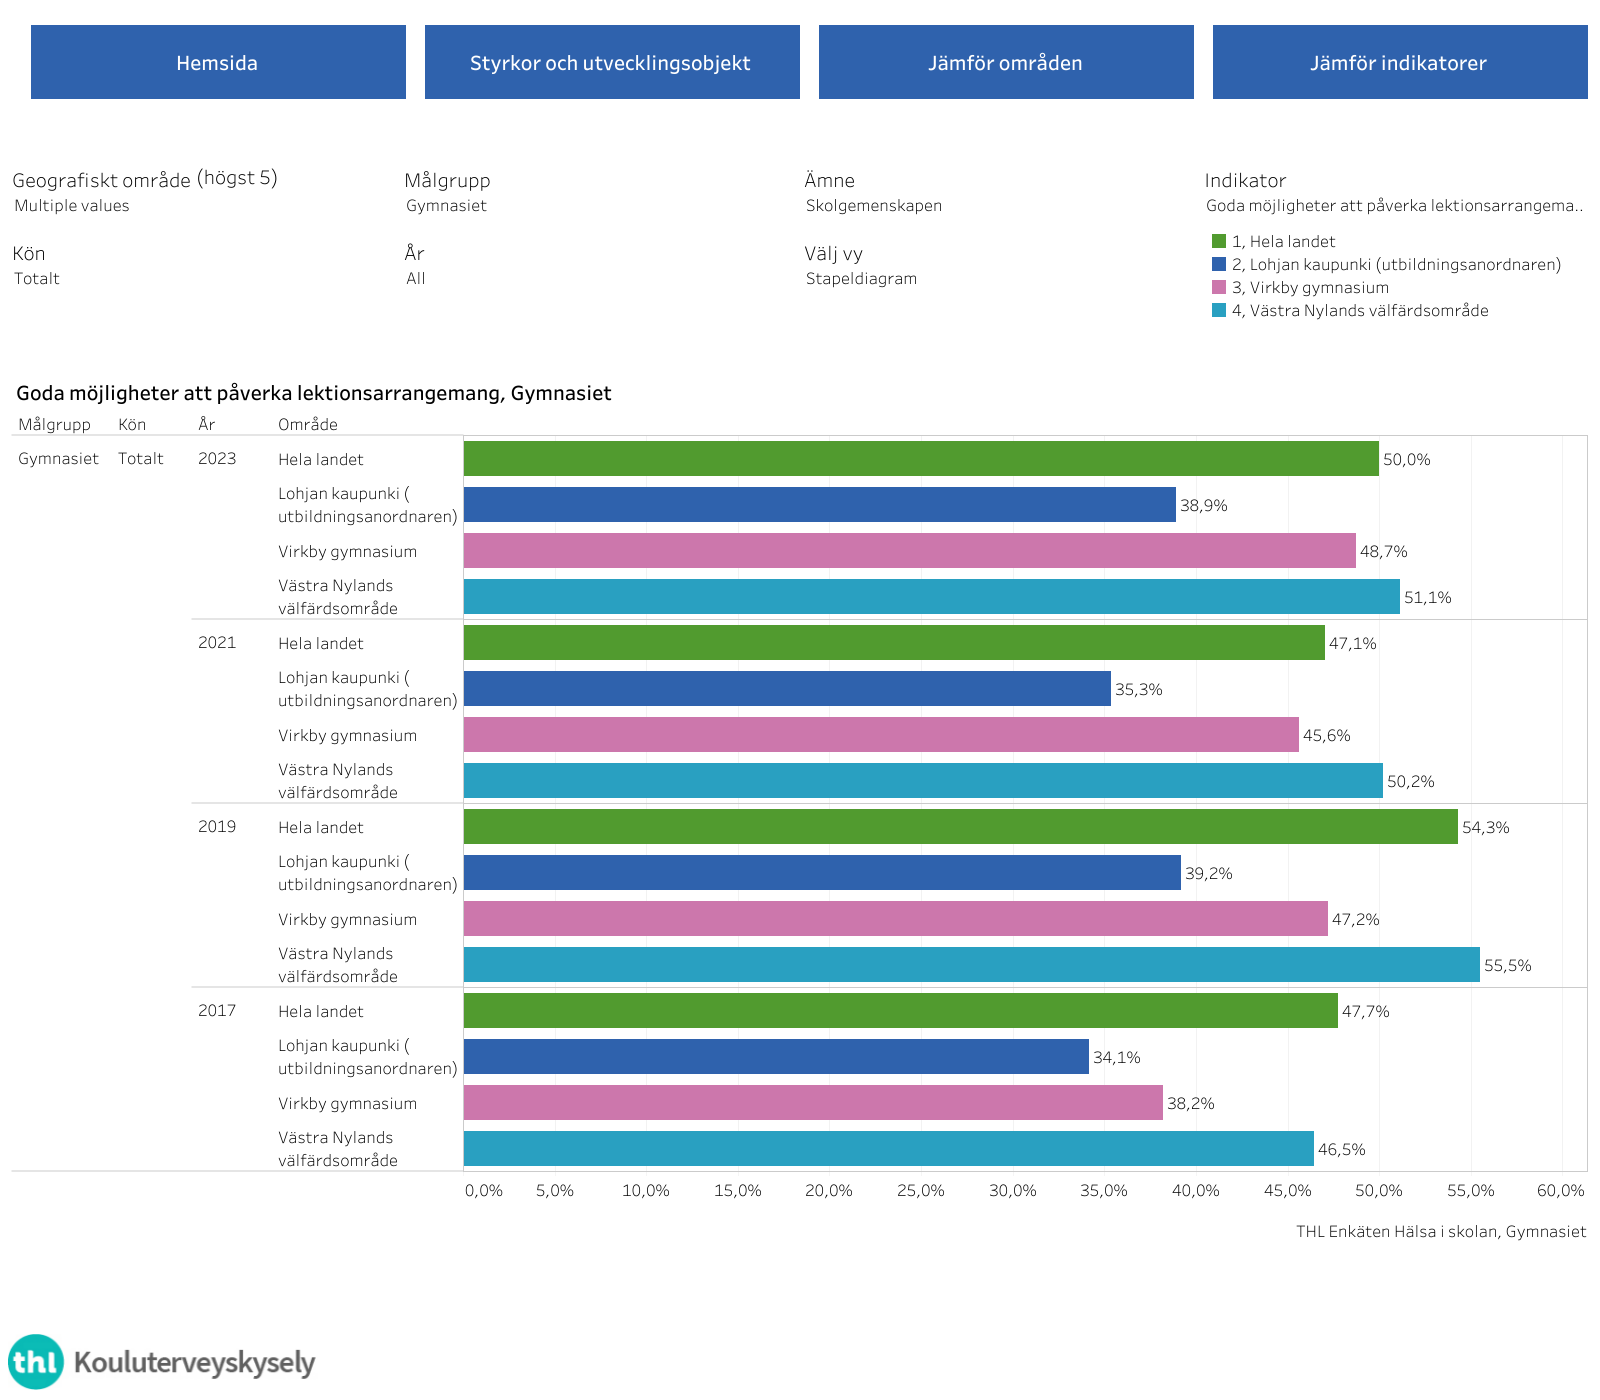 Hemsida
Styrkor och utvecklingsobjekt
Jämför områden
Jämför indikatorer
Geografiskt område (högst 5)
Multiple values
Målgrupp
Gymnasiet
Ämne
Skolgemenskapen
Indikator
Goda möjligheter att påverka lektionsarrangema..
Kön
Totalt
År
All
Välj vy
Stapeldiagram
1, Hela landet
2, Lohjan kaupunki (utbildningsanordnaren)
3, Virkby gymnasium
4, Västra Nylands välfärdsområde
Goda möjligheter att påverka lektionsarrangemang, Gymnasiet
Målgrupp Kön År Område
Gymnasiet Totalt 2023 Hela landet 50,0%
Lohjan kaupunki (
utbildningsanordnaren) 38,9%
Virkby gymnasium 48,7%
Västra Nylands
välfärdsområde 51,1%
2021 Hela landet 47,1%
Lohjan kaupunki (
utbildningsanordnaren) 35,3%
Virkby gymnasium 45,6%
Västra Nylands
välfärdsområde 50,2%
2019 Hela landet 54,3%
Lohjan kaupunki (
utbildningsanordnaren) 39,2%
Virkby gymnasium 47,2%
Västra Nylands
välfärdsområde 55,5%
2017 Hela landet 47,7%
Lohjan kaupunki (
utbildningsanordnaren) 34,1%
Virkby gymnasium 38,2%
Västra Nylands
välfärdsområde 46,5%
0,0% 5,0% 10,0% 15,0% 20,0% 25,0% 30,0% 35,0% 40,0% 45,0% 50,0% 55,0% 60,0%
THL Enkäten Hälsa i skolan, Gymnasiet
thl Kouluterveyskysely